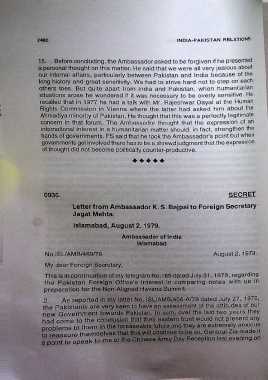 2482 INDIA-PAKISTAN RELATIONS
15. Before concluding, the Ambassador asked to be forgiven if he presented
a personal thought on this matter. He said that we were all very jealous about
our internal affairs, particularly between Pakistan and India because of the
long history and great sensitivity. We had to strive hard not to step on each
others toes. But quite apart from India and Pakistan, when humanitarian
situations arose he wondered if it was necessary to be overly sensitive. He
recalled that in 1977 he had a talk with Mr. Rajeshwar Dayal at the Human
Rights Commission in Vienna where the latter had asked him about the
Ahmadiya minority of Pakistan. He thought this was a perfectly legitimate
concern in that forum. The Ambassador thought that the expression of an
international interest in a humanitarian matter should, in fact, strengthen the
hands of governments. FS said that he took the Ambassador's point but when
governments got involved there has to be a shrewd judgment that the expression
of thought did not become politically counter-productive.
◆ ◆ ◆ ◆ ◆
0936. SECRET
Letter from Ambassador K. S. Bajpai to Foreign Secretary
Jagat Mehta.
Islamabad, August 2, 1979.
Ambassador of India
Islamabad
No.ISL/AMB/469/79. August 2, 1979.
My dear Foreign Secretary,
This is in continuation of my telegram No. 169 dated July 31, 1979, regarding
the Pakistan Foreign Office's interest in comparing notes with us in
preparation for the Non-Aligned Havana Summit.
2. As reported in my letter No. ISL/AMB/456-A/79 dated July 27, 1979,
the Pakistanis are very keen to have an assessment of the attitudes of our
new Government towards Pakistan. In sum, over the last two years they
had come to the conclusion that their eastern front would not present any
problems to them in the foreseeable future and they are extremely anxious
to reassure themselves that this will continue to be so. General Zia made it
a point to speak to me at the Chinese Army Day Reception last evening on